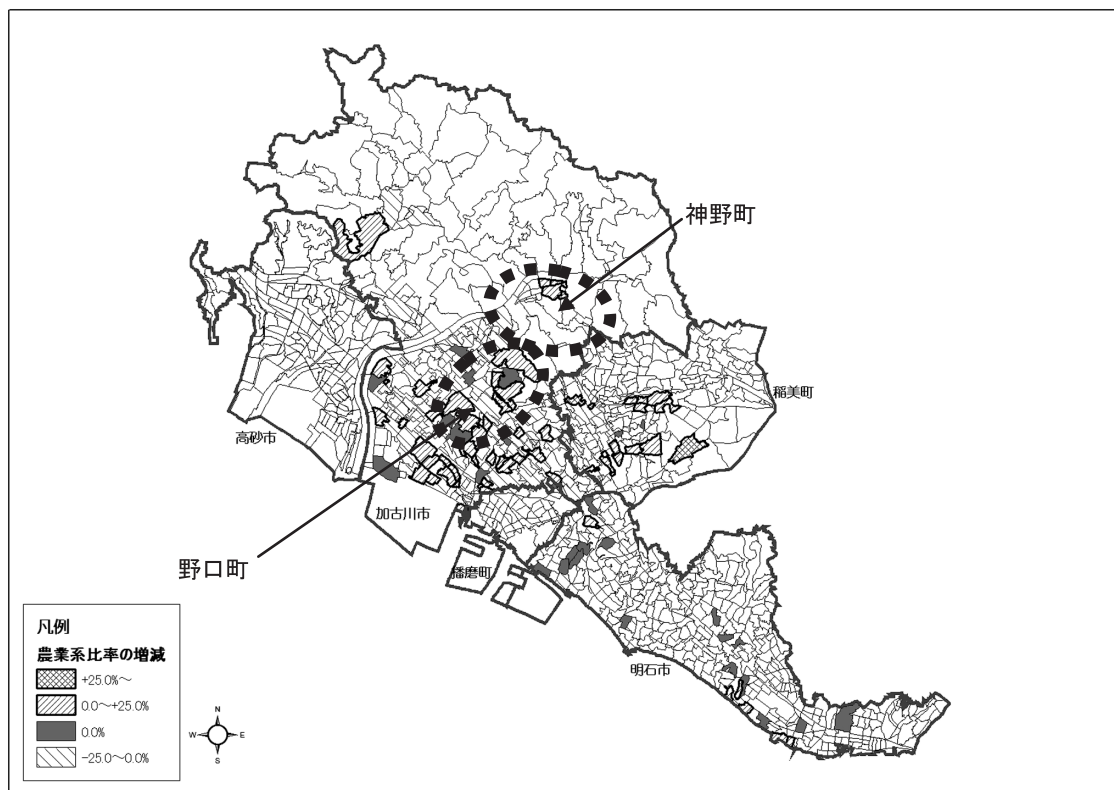 神野町
稲美町
高砂市
加古川市
野口町
播磨町
明石市
凡例
農業系比率の増減
+25.0%~
0.0~+25.0%
0.0%
-25.0~0.0%
N
W
E
S